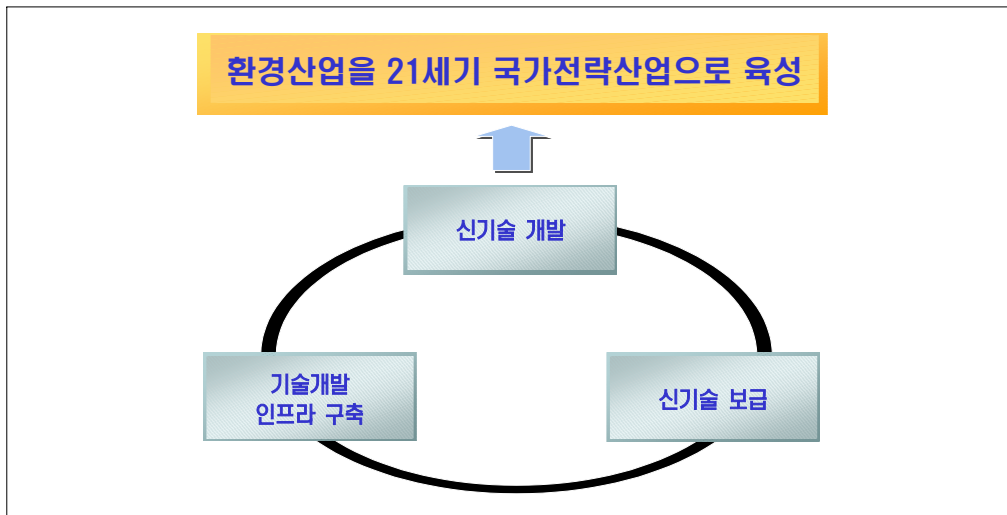 환경산업을 21세기 국가전략산업으로 육성
신기술 개발
기술개발
인프라 구축
신기술 보급